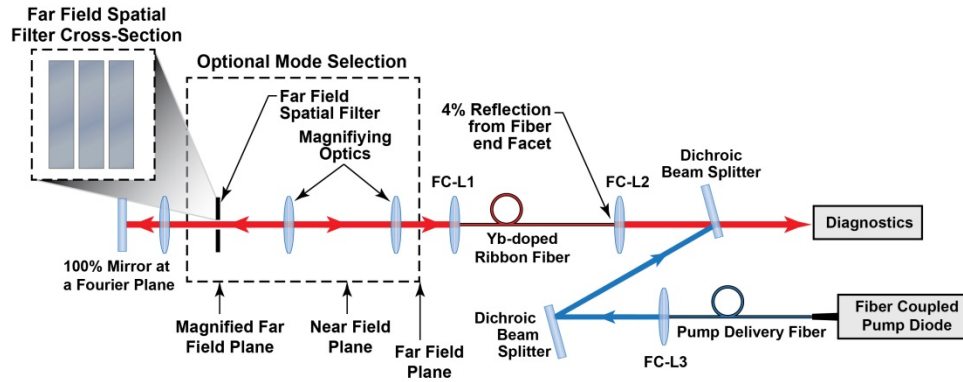 Far Field Spatial
Filter Cross-Section
Optional Mode Selection
Far Field
Spatial Filter
Magnifiying
Optics
4% Reflection
from Fiber
end Facet
Dichroic
Beam Splitter
FC-L1
FC-L2
Yb-doped
Ribbon Fiber
Diagnostics
100% Mirror at
a Fourier Plane
Magnified Far
Field Plane
Near Field
Plane
Far Field
Plane
Dichroic
Beam
Splitter
FC-L3
Pump Delivery Fiber
Fiber Coupled
Pump Diode